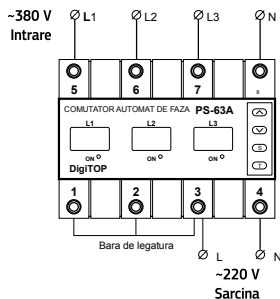 ~380 V
Intrare
L1
L2
L3
N
5
6
7
8
COMUTATOR AUTOMAT DE FAZA PS-63A
L1
L2
L3
ON
ON
ON
S
T
DigiTOP
1
2
3
4
Bara de legatura
L
N
~220 V
Sarcina